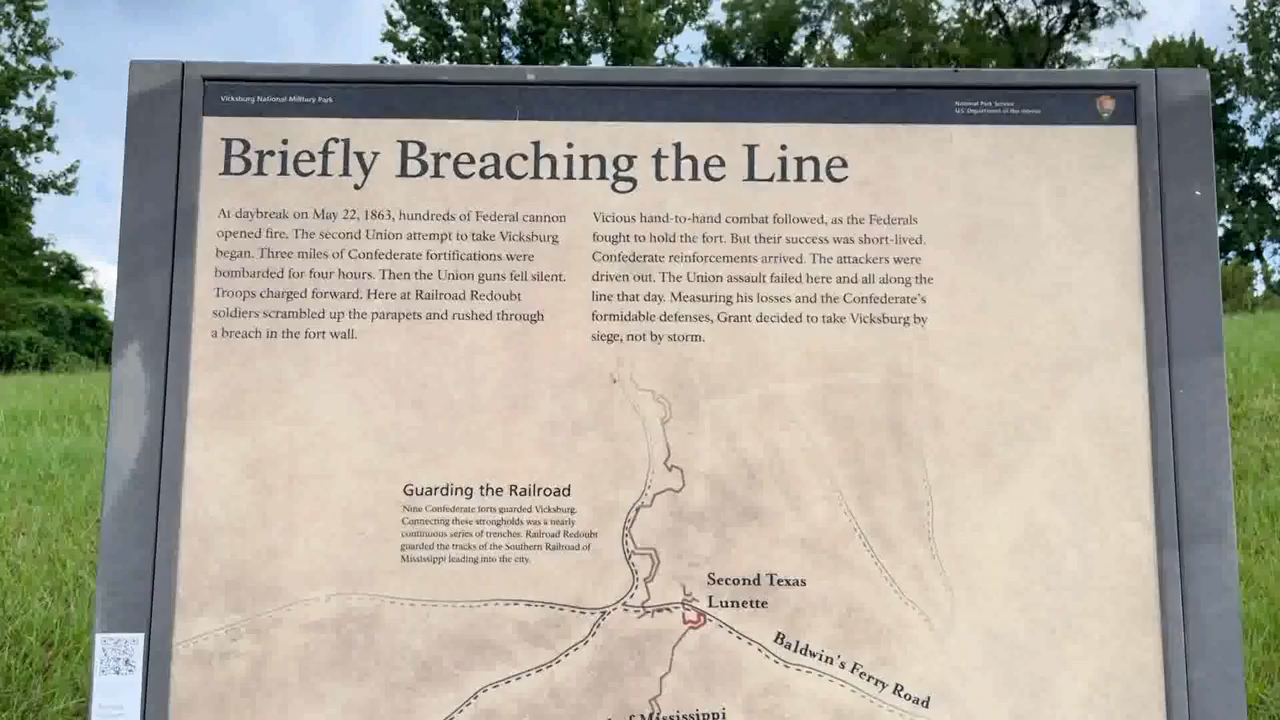 Vicksburg National Military Park
National Park Service
U.S. Department of the Interior
Briefly Breaching the Line
At daybreak on May 22, 1863, hundreds of Federal cannon
opened fire. The second Union attempt to take Vicksburg
began. Three miles of Confederate fortifications were
bombarded for four hours. Then the Union guns fell silent.
Troops charged forward. Here at Railroad Redoubt
soldiers scrambled up the parapets and rushed through
a breach in the fort wall.
Vicious hand-to-hand combat followed, as the Federals
fought to hold the fort. But their success was short-lived.
Confederate reinforcements arrived. The attackers were
driven out. The Union assault failed here and all along the
line that day. Measuring his losses and the Confederate's
formidable defenses, Grant decided to take Vicksburg by
siege, not by storm.
Guarding the Railroad
Nine Confederate forts guarded Vicksburg.
Connecting these strongholds was a nearly
continuous series of trenches. Railroad Redoubt
guarded the tracks of the Southern Railroad of
Mississippi leading into the city.
Second Texas
Lunette
Baldwin's Ferry Road
of Mississippi